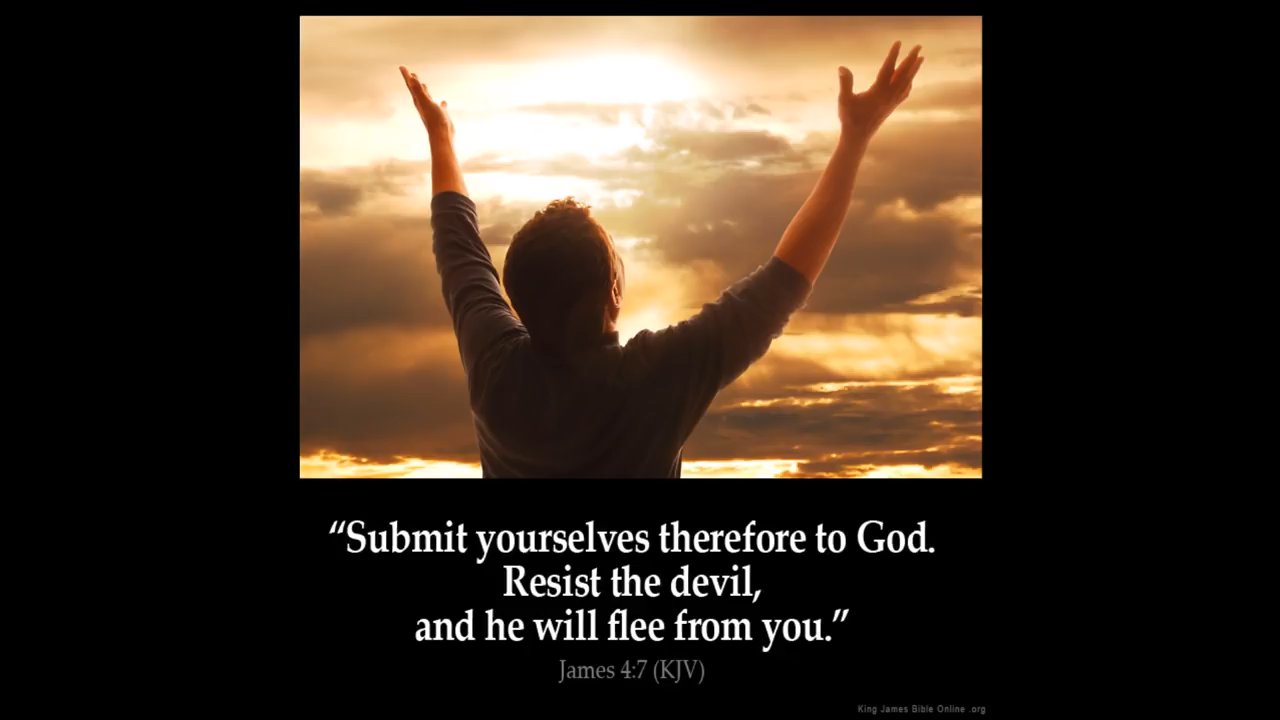 “Submit yourselves therefore to God.
Resist the devil,
and he will flee from you.”
James 4:7 (KJV)
King James Bible Online .org